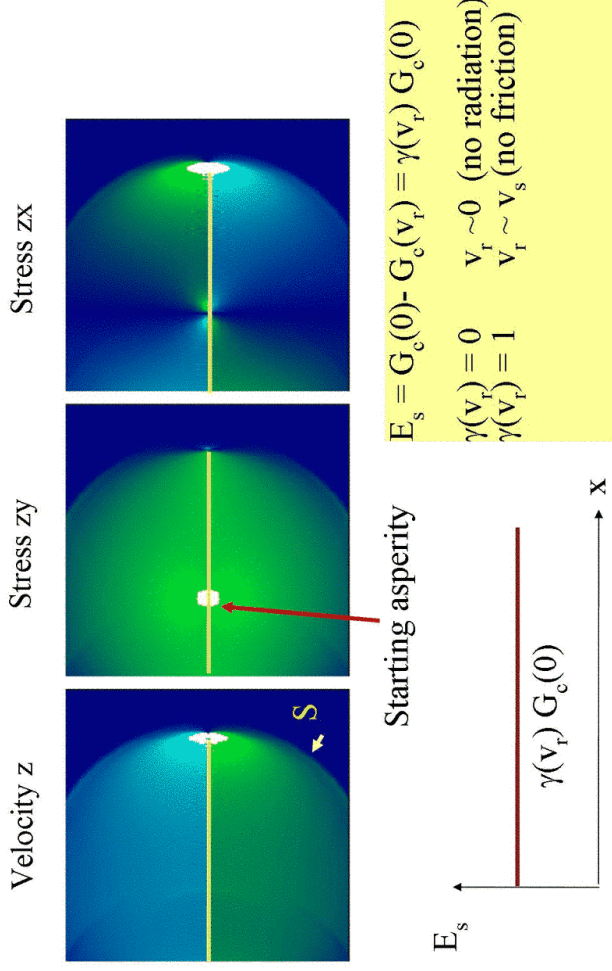 Velocity z
Stress zy
Stress zx
S
Starting asperity
E_s = G_c(0)- G_c(v_r) = γ(v_r) G_c(0)
γ(v_r) = 0 v_r ~0 (no radiation)
γ(v_r) = 1 v_r ~ v_s (no friction)
E_s
γ(v_r) G_c(0)
x